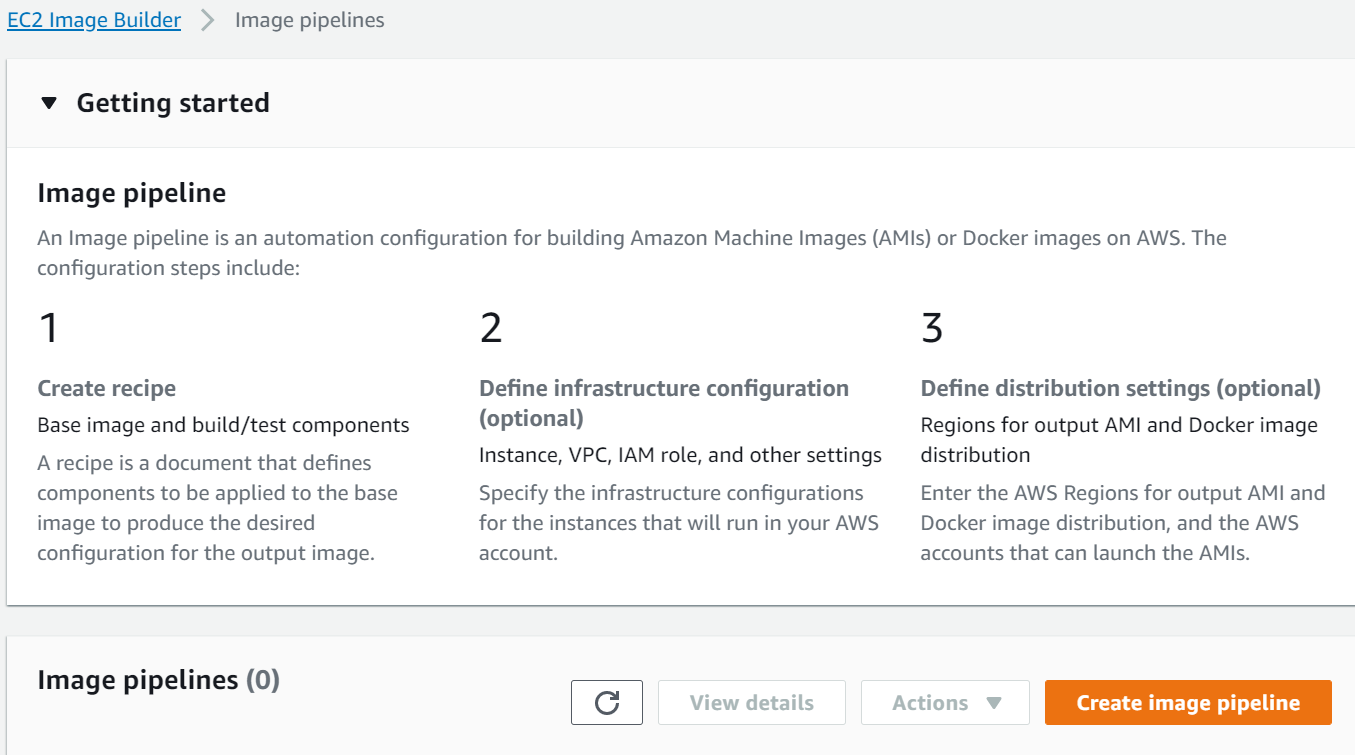 EC2 Image Builder > Image pipelines
Getting started
Image pipeline
An Image pipeline is an automation configuration for building Amazon Machine Images (AMIs) or Docker images on AWS. The
configuration steps include:
1
Create recipe
Base image and build/test components
A recipe is a document that defines
components to be applied to the base
image to produce the desired
configuration for the output image.
2
Define infrastructure configuration
(optional)
Instance, VPC, IAM role, and other settings
Specify the infrastructure configurations
for the instances that will run in your AWS
account.
3
Define distribution settings (optional)
Regions for output AMI and Docker image
distribution
Enter the AWS Regions for output AMI and
Docker image distribution, and the AWS
accounts that can launch the AMIs.
Image pipelines (0)
View details
Actions
Create image pipeline